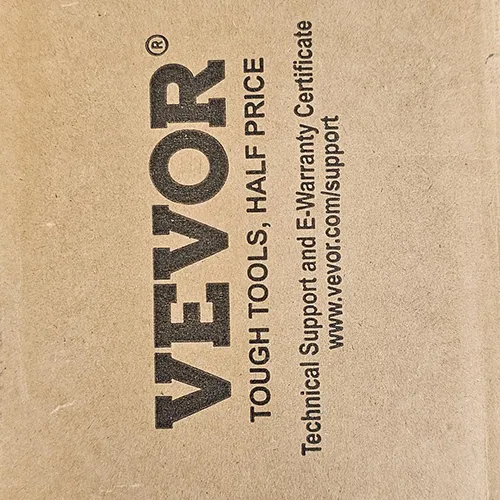 VEVOR®
TOUGH TOOLS, HALF PRICE
Technical Support and E-Warranty Certificate
www.vevor.com/support